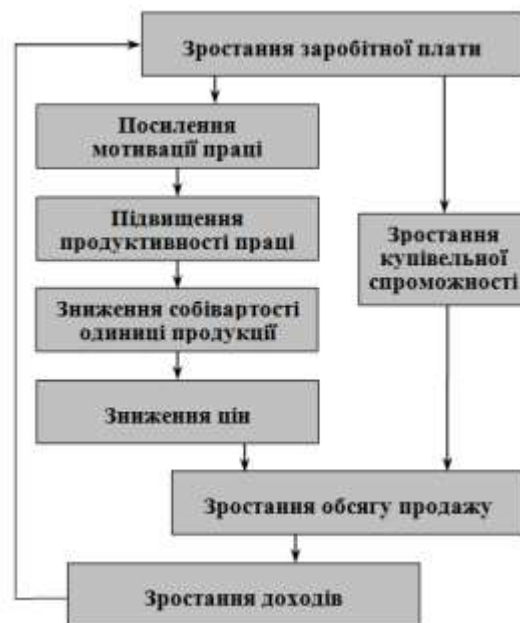 Зростання заробітної плати
Посилення
мотивації праці
Підвищення
продуктивності праці
Зростання
купівельної
спроможності
Зниження собівартості
одиниці продукції
Зниження цін
Зростання обсягу продажу
Зростання доходів